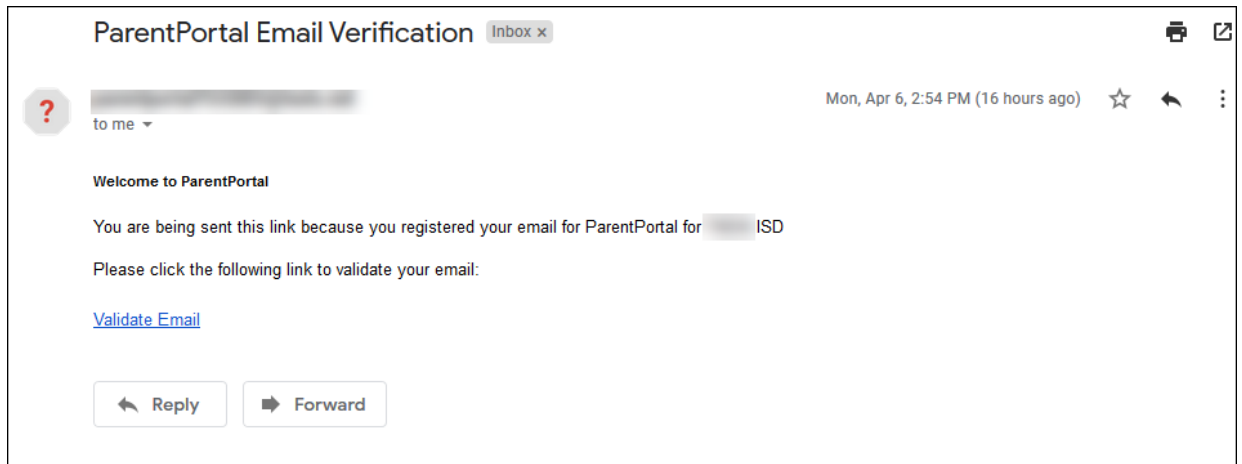 ParentPortal Email Verification Inbox x
?
Mon, Apr 6, 2:54 PM (16 hours ago)
to me
Welcome to ParentPortal
You are being sent this link because you registered your email for ParentPortal for ISD
Please click the following link to validate your email:
Validate Email
Reply Forward